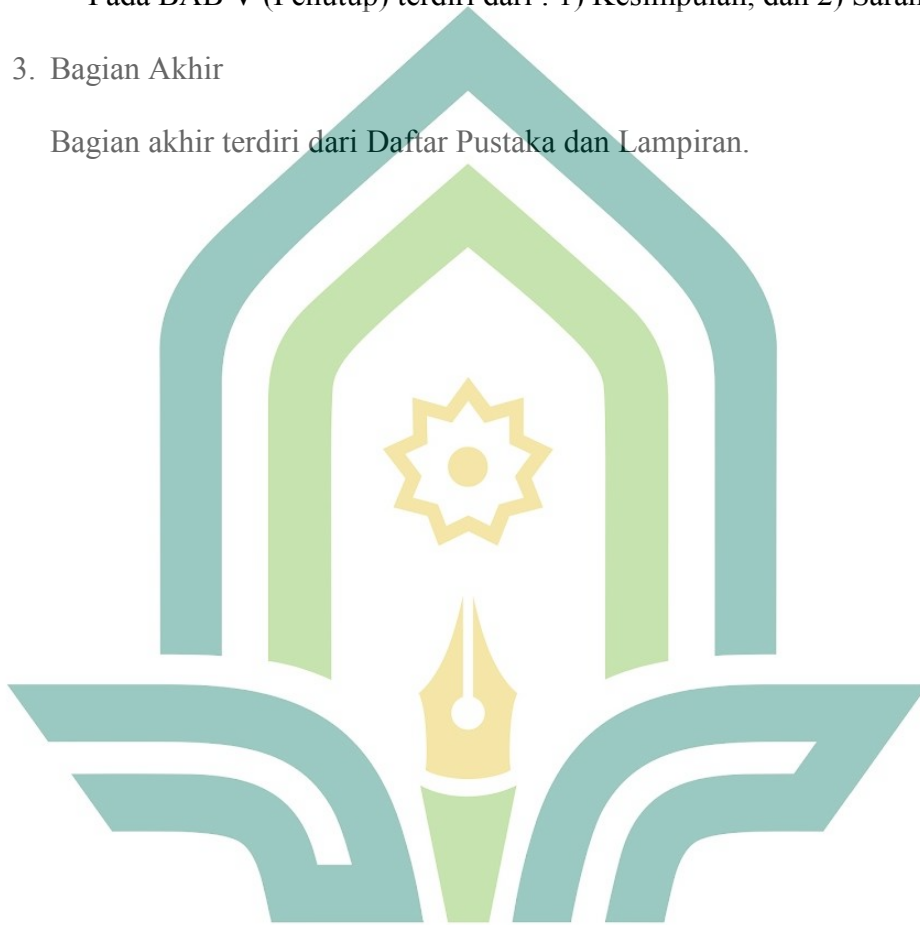 Pada BAB V (Penutup) terdiri dari : 1) Kesimpulan, dan 2) Saran
3. Bagian Akhir
Bagian akhir terdiri dari Daftar Pustaka dan Lampiran.